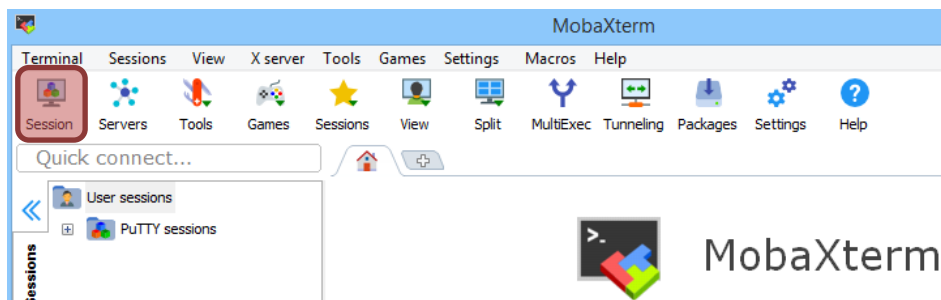 MobaXterm
Terminal Sessions View X server Tools Games Settings Macros Help
Session Servers Tools Games Sessions View Split MultiExec Tunneling Packages Settings Help
Quick connect...
User sessions
PuTTY sessions
>_ MobaXterm